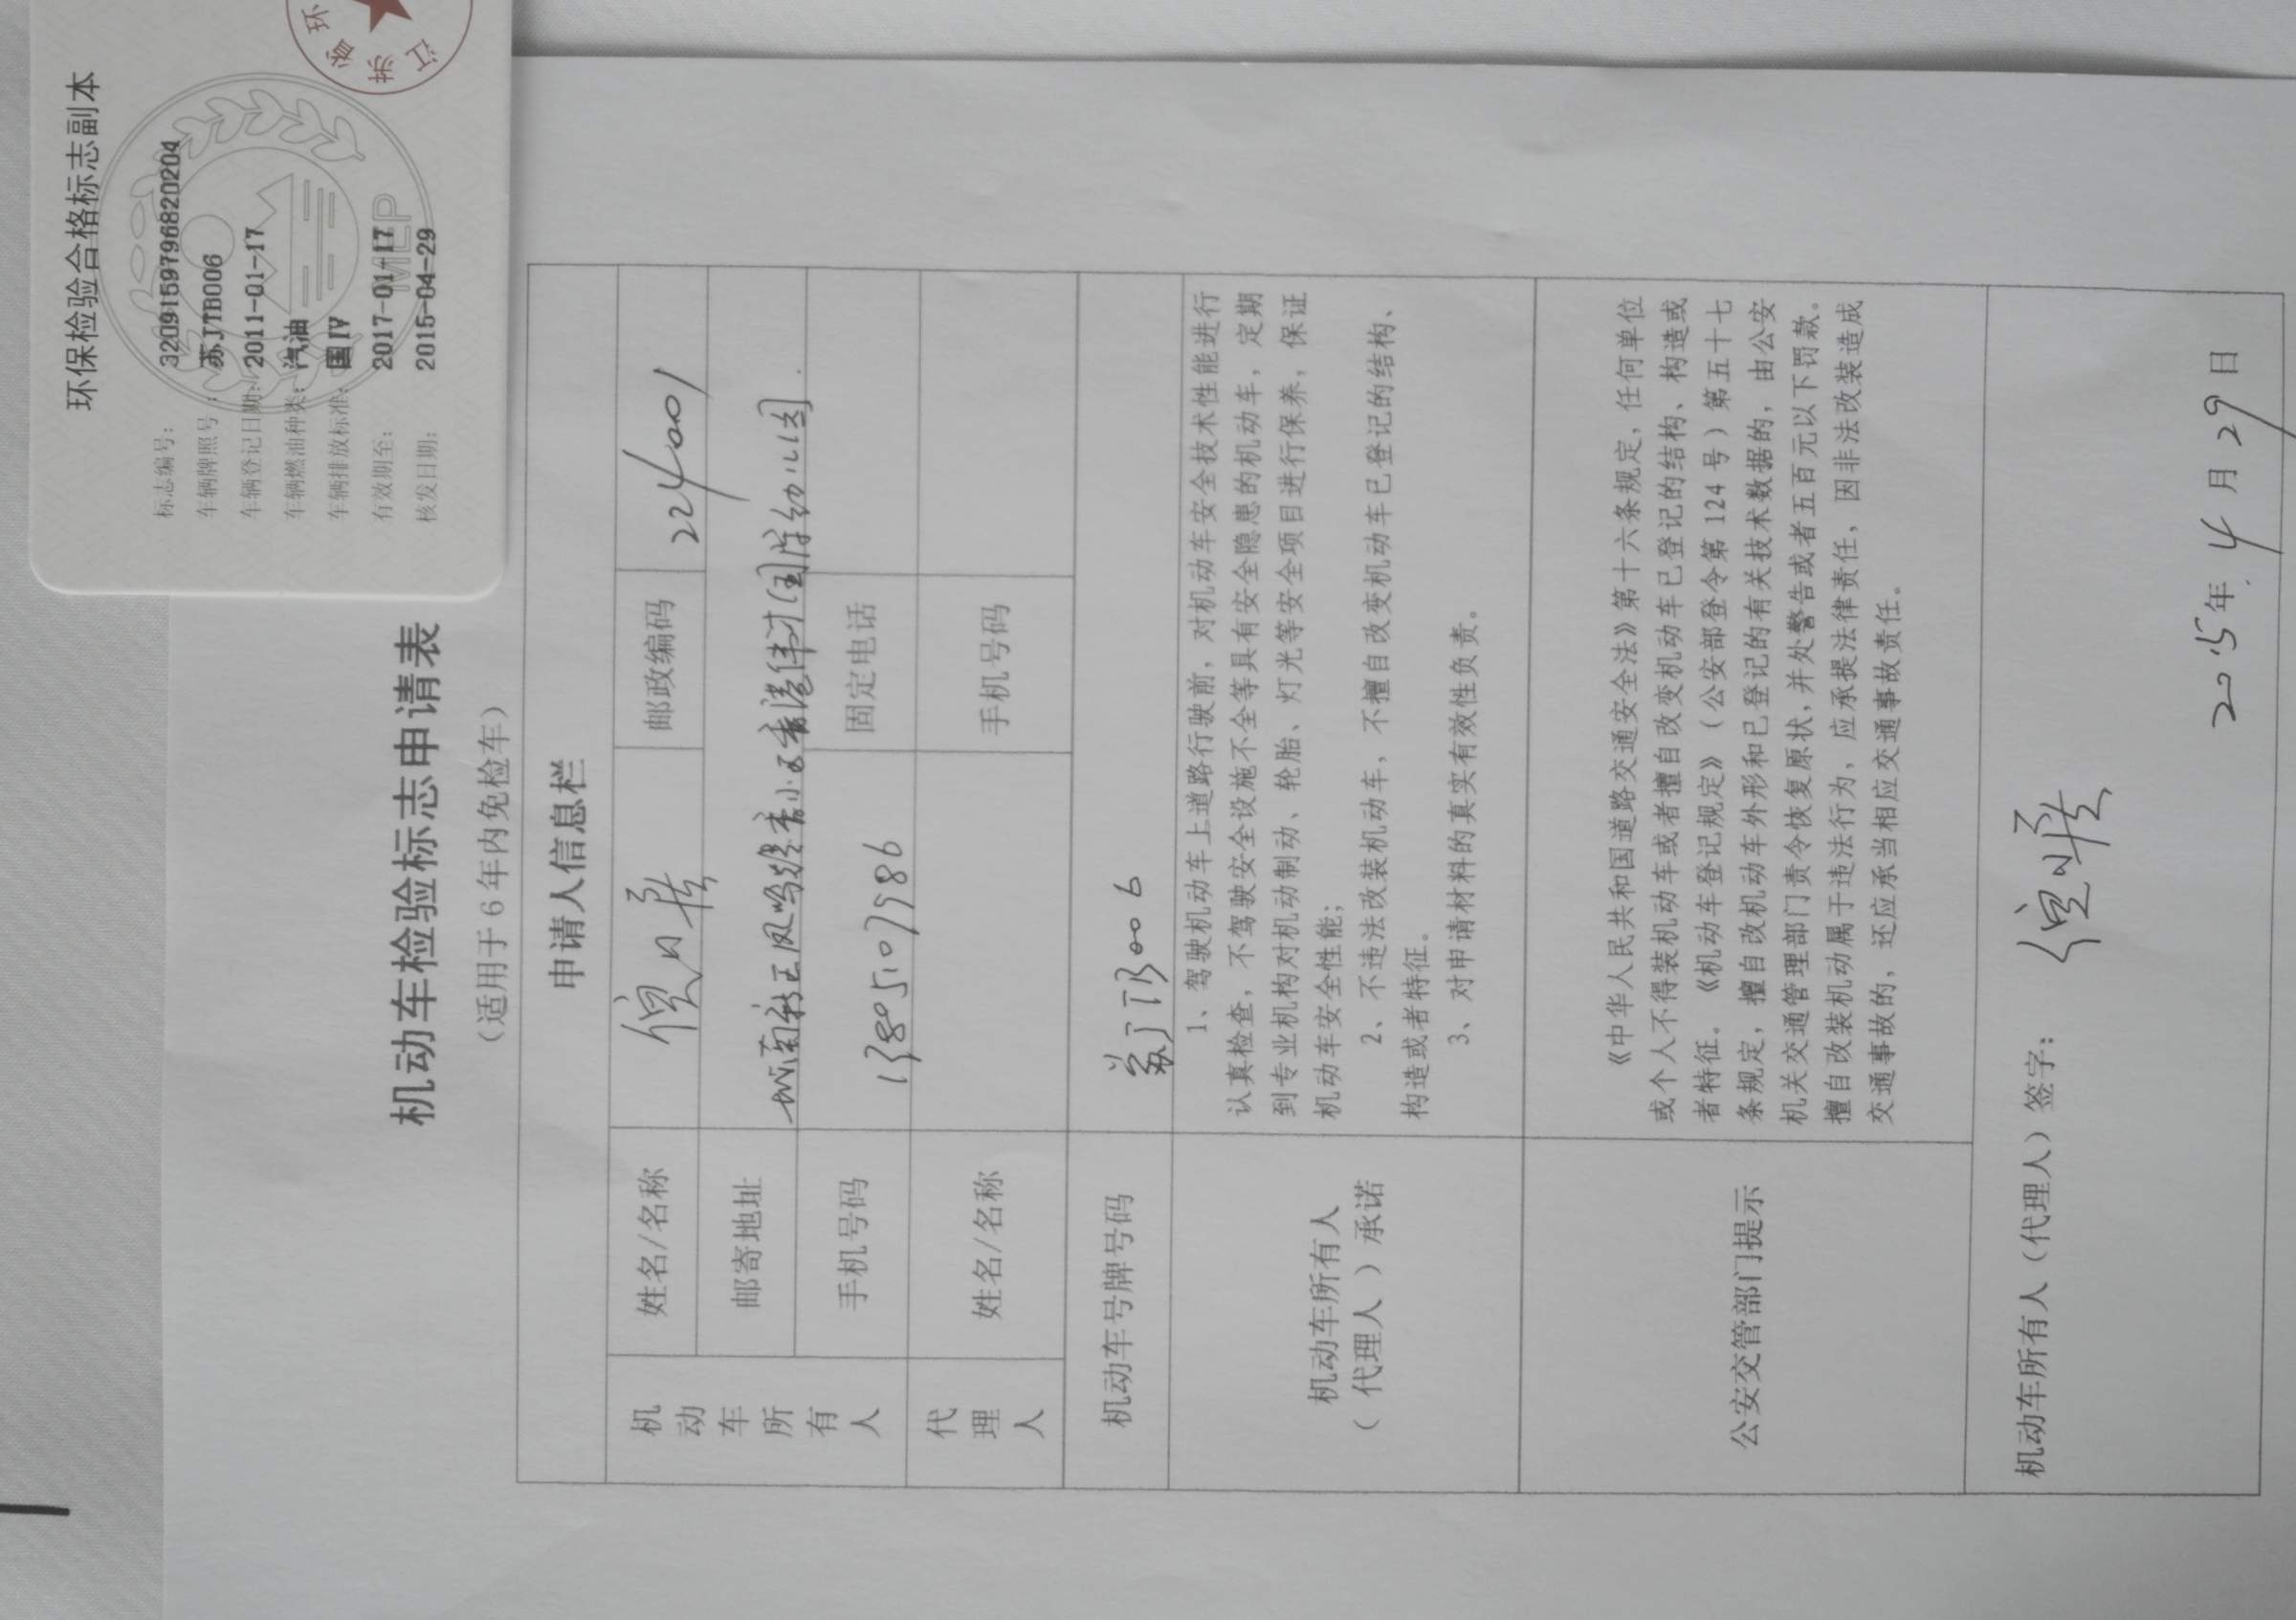 环保检验合格标志副本
标志编号: 32091597968202​04
车辆牌照号: 苏JTB006
车辆登记日期: 2011-01-17
车辆燃油种类: 汽油
车辆排放标准: 国IV
有效期至: 2017-01-17
核发日期: 2015-04-29
MEP
江苏省环
机动车检验标志申请表
(适用于6年内免检车)
申请人信息栏
机动车所有人
姓名/名称
邮政编码 224001
邮寄地址
手机号码
固定电话
代理人
姓名/名称
手机号码
机动车号牌号码 苏JTB006
机动车所有人
(代理人)承诺
1、驾驶机动车上道路行驶前,对机动车安全技术性能进行
认真检查,不驾驶安全设施不全等具有安全隐患的机动车,定期
到专业机构对机动制动、轮胎、灯光等安全项目进行保养,保证
机动车安全性能;
2、不违法改装机动车,不擅自改变机动车已登记的结构、
构造或者特征。
3、对申请材料的真实有效性负责。
公安交管部门提示
《中华人民共和国道路交通安全法》第十六条规定,任何单位
或个人不得装机动车或者擅自改变机动车已登记的结构、构造或
者特征。《机动车登记规定》(公安部登令第124号)第五十七
条规定,擅自改机动车外形和已登记的有关技术数据的,由公安
机关交通管理部门责令恢复原状,并处警告或者五百元以下罚款。
擅自改装机动属于违法行为,应承提法律责任,因非法改装造成
交通事故的,还应承当相应交通事故责任。
机动车所有人(代理人)签字:
2015年4月29日